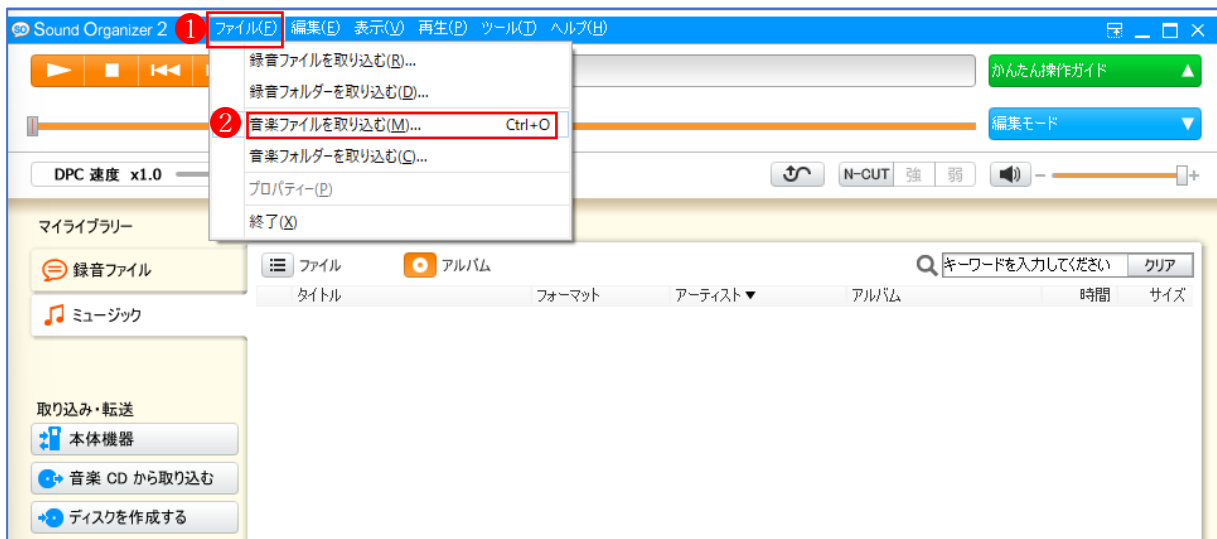 Sound Organizer 2 1 ファイル(F) 編集(E) 表示(V) 再生(P) ツール(T) ヘルプ(H)
録音ファイルを取り込む(R)...
かんたん操作ガイド
録音フォルダーを取り込む(D)...
2 音楽ファイルを取り込む(M)... Ctrl+O
編集モード
音楽フォルダーを取り込む(C)...
DPC 速度 x1.0
N-CUT 強 弱
プロパティー(P)
終了(X)
マイライブラリー
録音ファイル
ファイル アルバム
キーワードを入力してください クリア
タイトル フォーマット アーティスト▼ アルバム 時間 サイズ
ミュージック
取り込み・転送
本体機器
音楽 CD から取り込む
ディスクを作成する